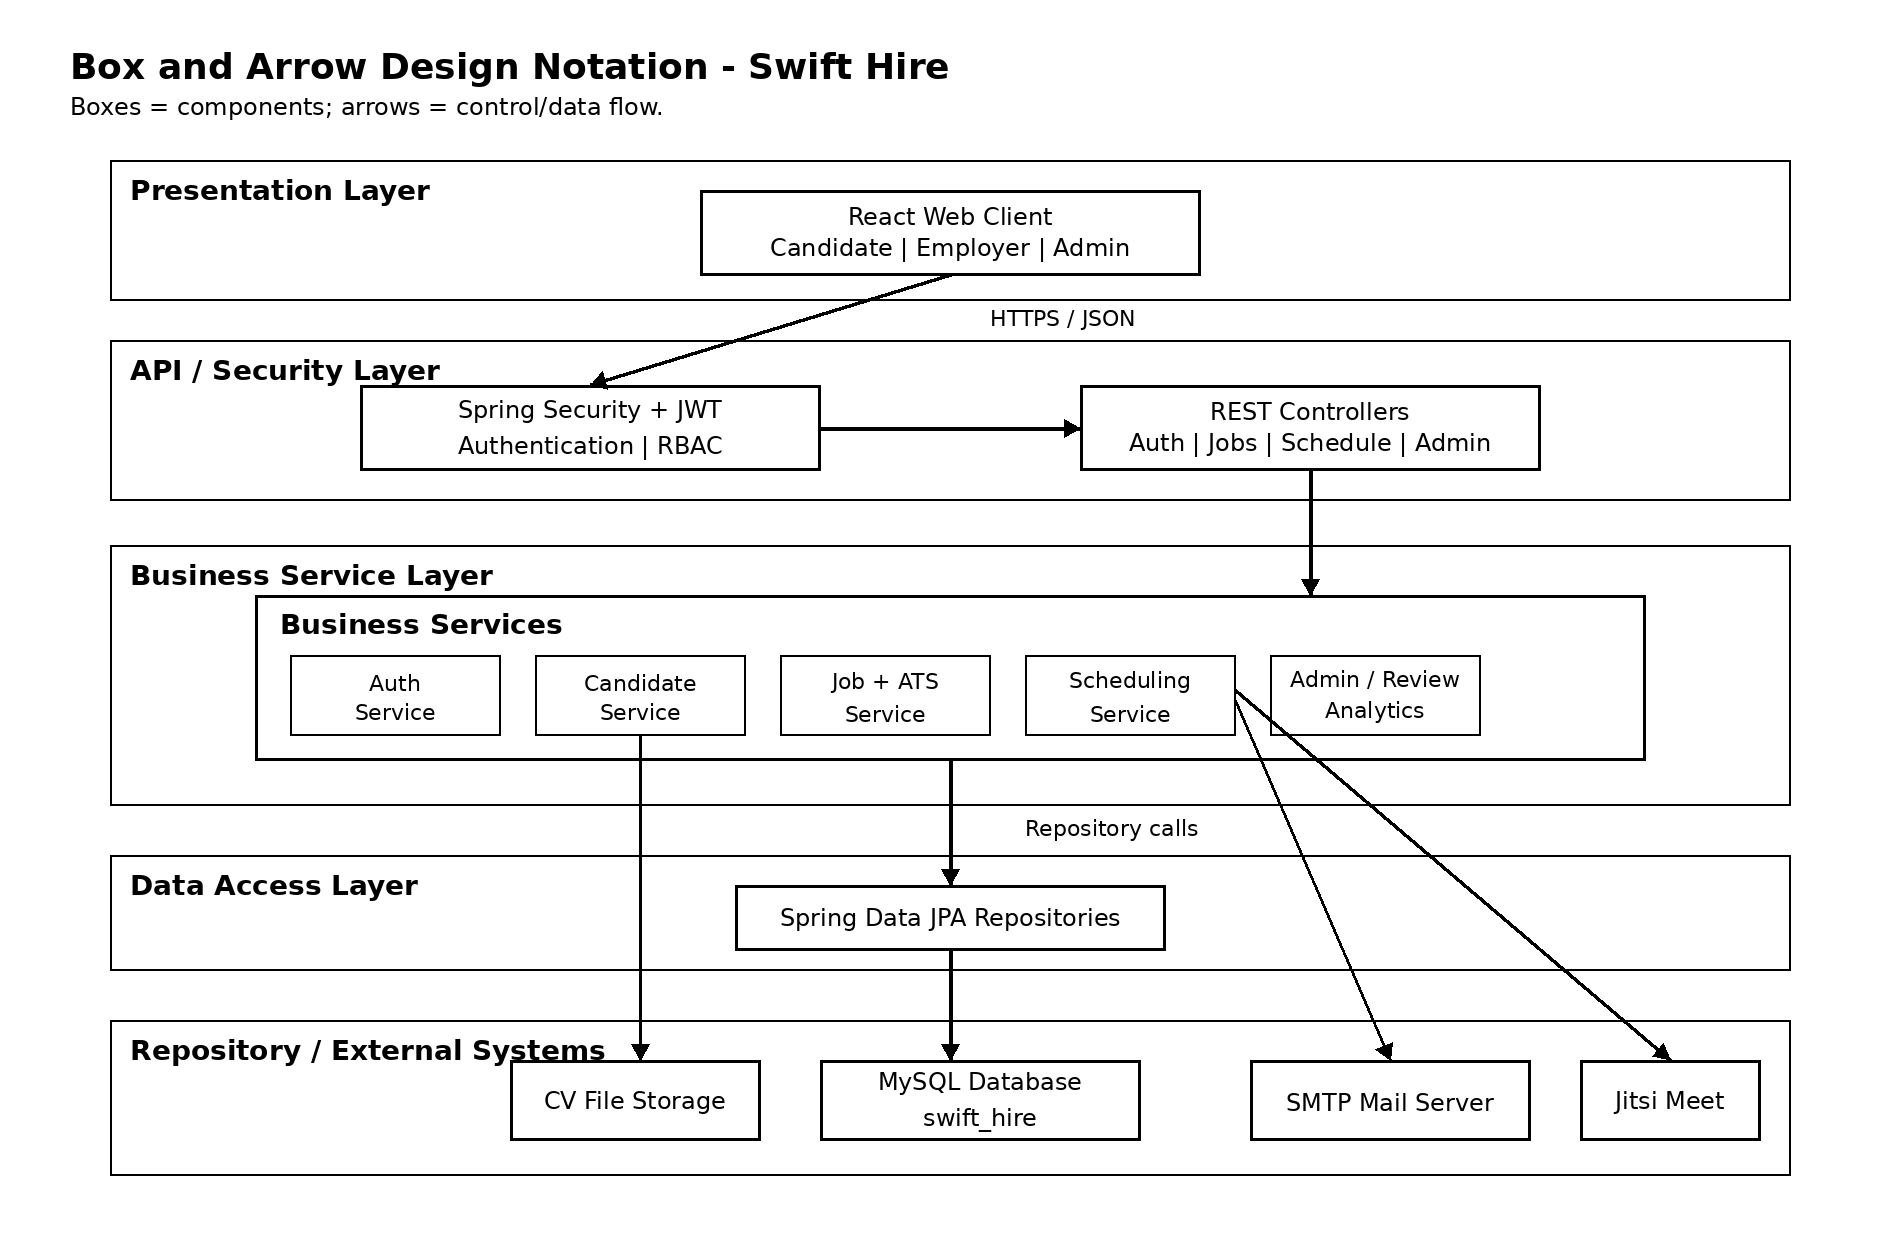 Box and Arrow Design Notation - Swift Hire
Boxes = components; arrows = control/data flow.
Presentation Layer
React Web Client
Candidate | Employer | Admin
HTTPS / JSON
API / Security Layer
Spring Security + JWT
Authentication | RBAC
REST Controllers
Auth | Jobs | Schedule | Admin
Business Service Layer
Business Services
Auth
Service
Candidate
Service
Job + ATS
Service
Scheduling
Service
Admin / Review
Analytics
Repository calls
Data Access Layer
Spring Data JPA Repositories
Repository / External Systems
CV File Storage
MySQL Database
swift_hire
SMTP Mail Server
Jitsi Meet